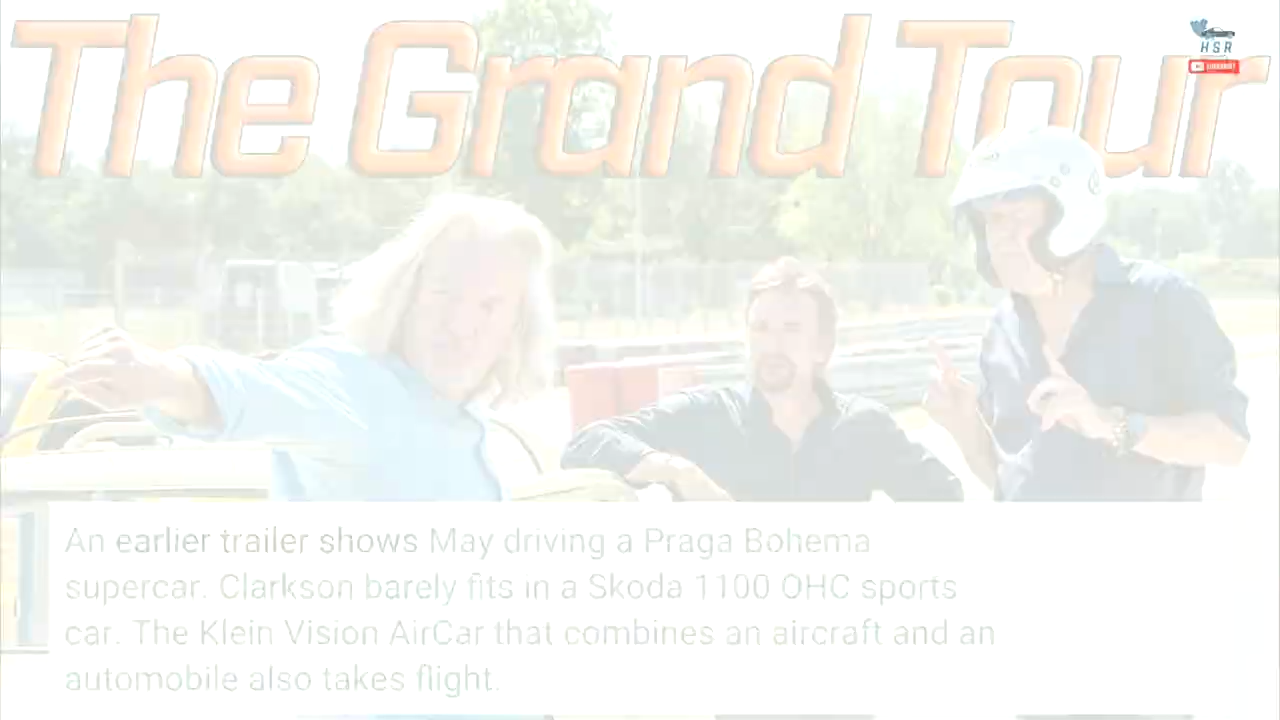 The Grand Tour
HSR
SUBSCRIBE
An earlier trailer shows May driving a Praga Bohema
supercar. Clarkson barely fits in a Skoda 1100 OHC sports
car. The Klein Vision AirCar that combines an aircraft and an
automobile also takes flight.